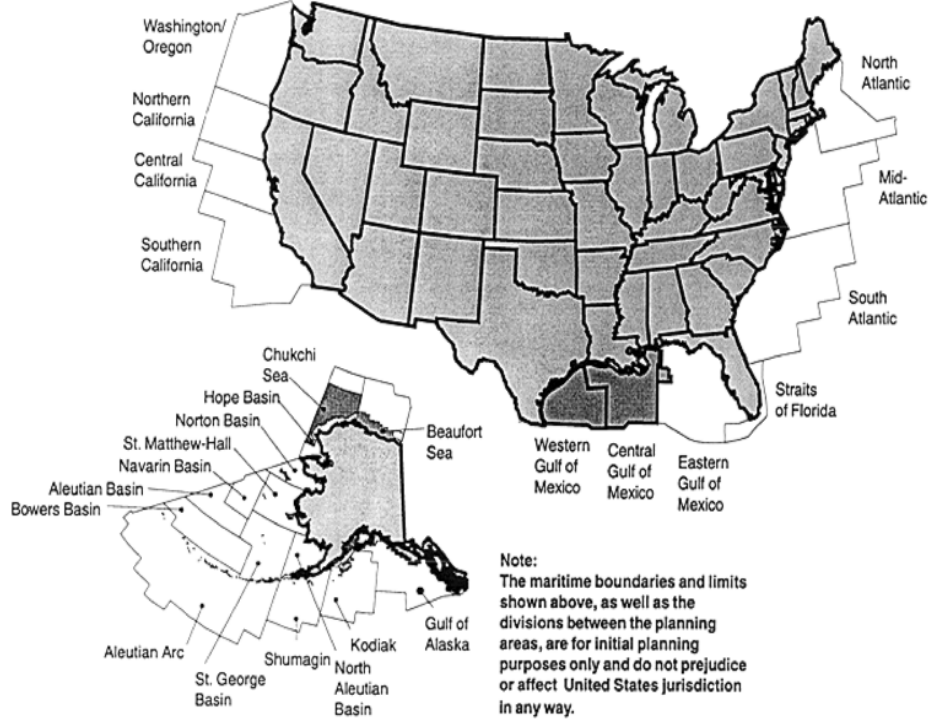 Washington/
Oregon
Northern
California
Central
California
Southern
California
North
Atlantic
Mid-
Atlantic
South
Atlantic
Straits
of Florida
Western
Gulf of
Mexico
Central
Gulf of
Mexico
Eastern
Gulf of
Mexico
Chukchi
Sea
Hope Basin
Norton Basin
St. Matthew-Hall
Navarin Basin
Aleutian Basin
Bowers Basin
Beaufort
Sea
Aleutian Arc
St. George
Basin
Shumagin
North
Aleutian
Basin
Kodiak
Gulf of
Alaska
Note:
The maritime boundaries and limits
shown above, as well as the
divisions between the planning
areas, are for initial planning
purposes only and do not prejudice
or affect United States jurisdiction
in any way.